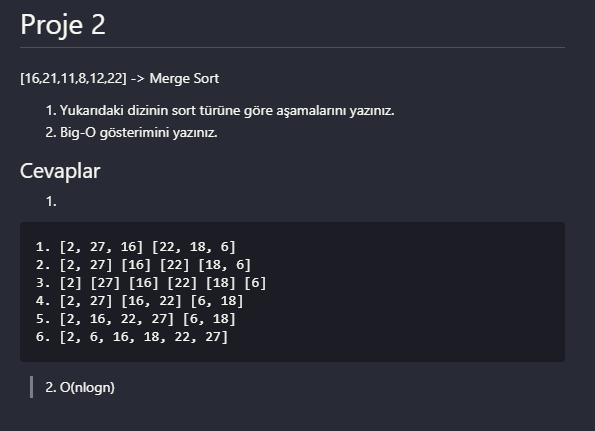 Proje 2
[16,21,11,8,12,22] -> Merge Sort
1. Yukarıdaki dizinin sort türüne göre aşamalarını yazınız.
2. Big-O gösterimini yazınız.
Cevaplar
1.
1. [2, 27, 16] [22, 18, 6]
2. [2, 27] [16] [22] [18, 6]
3. [2] [27] [16] [22] [18] [6]
4. [2, 27] [16, 22] [6, 18]
5. [2, 16, 22, 27] [6, 18]
6. [2, 6, 16, 18, 22, 27]
2. O(nlogn)